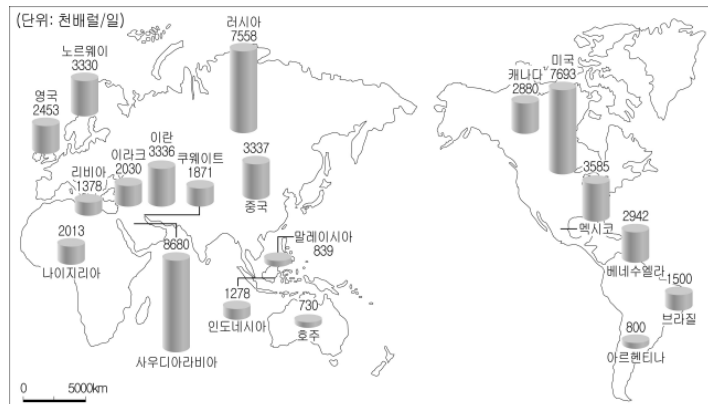 (단위: 천배럴/일)
러시아
7558
노르웨이
3330
영국
2453
이란
3336
이라크
2030
쿠웨이트
1871
리비아
1378
3337
중국
2013
나이지리아
8680
사우디아라비아
말레이시아
839
1278
인도네시아
730
호주
미국
7693
캐나다
2880
3585
멕시코
2942
베네수엘라
1500
브라질
800
아르헨티나
0 5000km